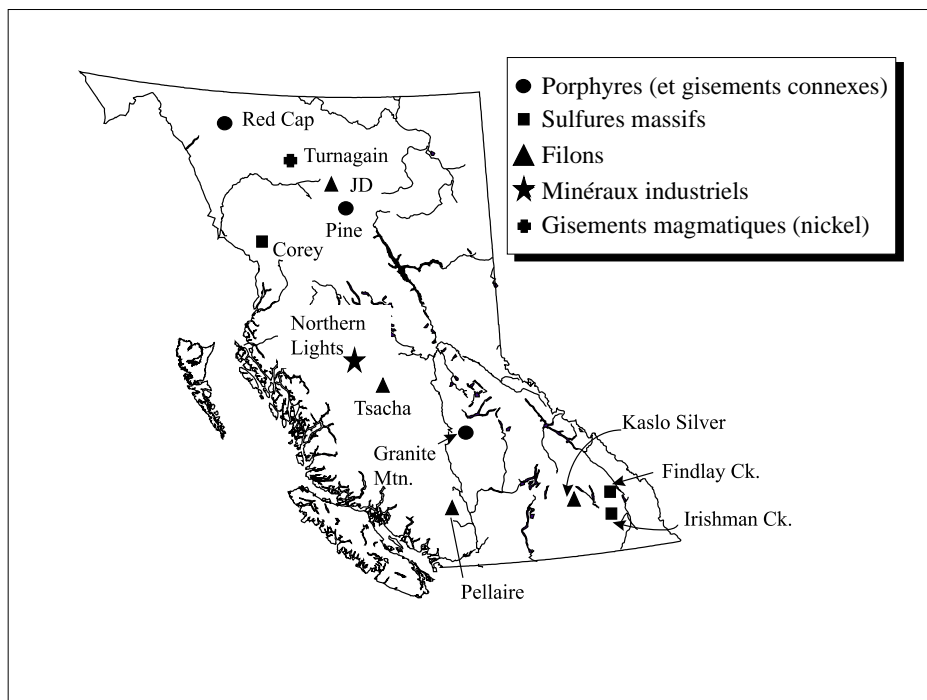 Porphyres (et gisements connexes)
Sulfures massifs
Filons
Minéraux industriels
Gisements magmatiques (nickel)
Red Cap
Turnagain
JD
Pine
Corey
Northern
Lights
Tsacha
Granite
Mtn.
Kaslo Silver
Findlay Ck.
Irishman Ck.
Pellaire